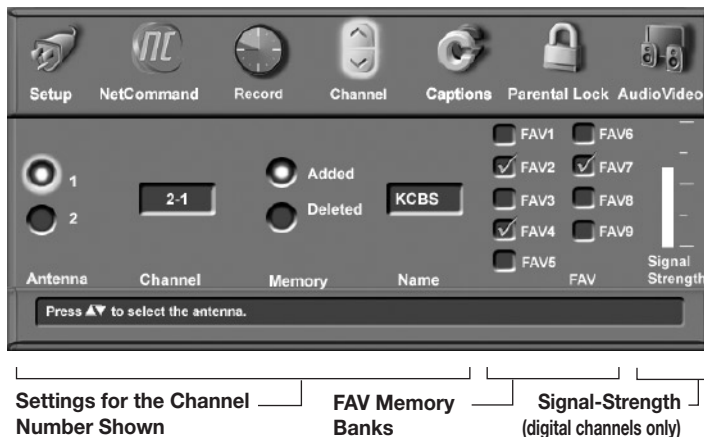 Setup NetCommand Record Channel Captions Parental Lock AudioVideo
1
2
Antenna
2-1
Channel
Added
Deleted
Memory
KCBS
Name
FAV1 FAV6
FAV2 FAV7
FAV3 FAV8
FAV4 FAV9
FAV5
FAV
Signal
Strength
Press ▲▼ to select the antenna.
Settings for the Channel
Number Shown
FAV Memory
Banks
Signal-Strength
(digital channels only)